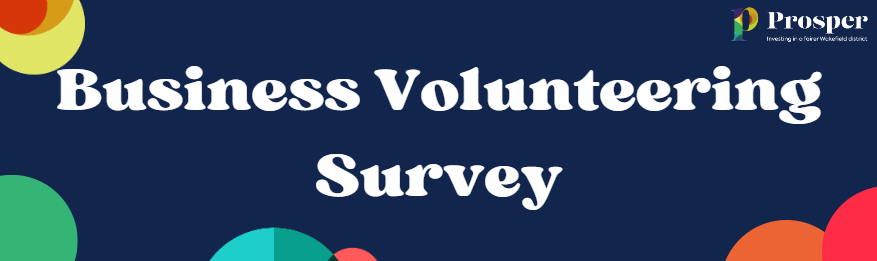 Prosper
Investing in a fairer Wakefield district
Business Volunteering
Survey